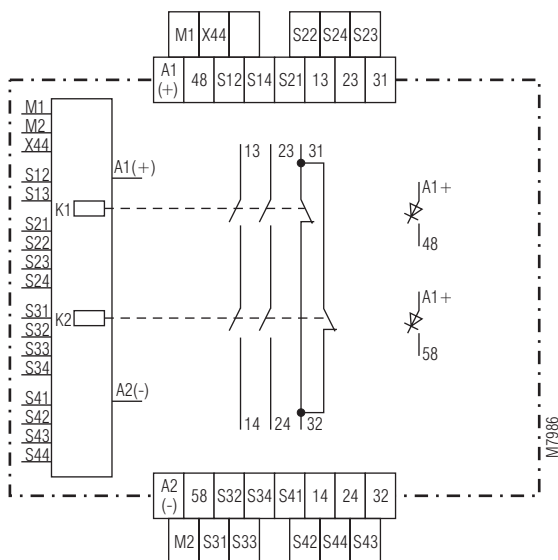 M1 X44 S22 S24 S23
A1 (+) 48 S12 S14 S21 13 23 31
M1
M2
X44
S12
S13
K1
S21
S22
S23
S24
S31
K2
S32
S33
S34
S41
S42
S43
S44
A1(+)
A2(-)
13 23 31
14 24 32
A1+
48
A1+
58
M7986
A2 (-) 58 S32 S34 S41 14 24 32
M2 S31 S33 S42 S44 S43